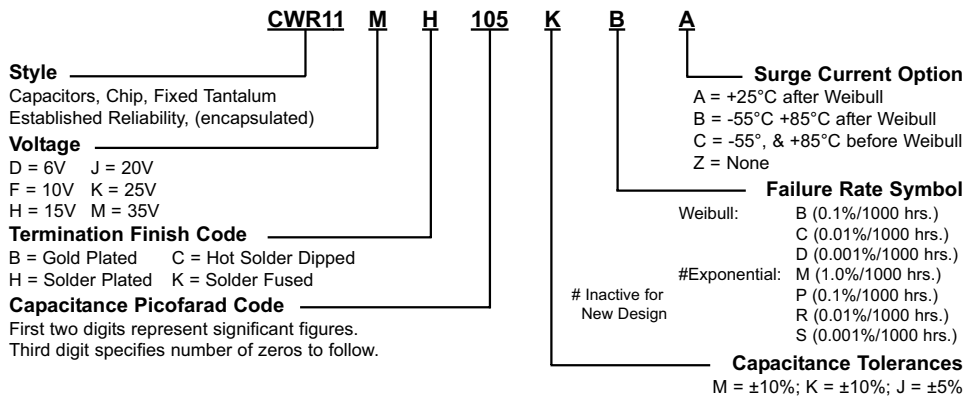 CWR11 M H 105 K B A
Style
Capacitors, Chip, Fixed Tantalum
Established Reliability, (encapsulated)
Voltage
D = 6V J = 20V
F = 10V K = 25V
H = 15V M = 35V
Termination Finish Code
B = Gold Plated C = Hot Solder Dipped
H = Solder Plated K = Solder Fused
Capacitance Picofarad Code
First two digits represent significant figures.
Third digit specifies number of zeros to follow.
Surge Current Option
A = +25°C after Weibull
B = -55°C +85°C after Weibull
C = -55°, & +85°C before Weibull
Z = None
Failure Rate Symbol
Weibull: B (0.1%/1000 hrs.)
C (0.01%/1000 hrs.)
D (0.001%/1000 hrs.)
#Exponential: M (1.0%/1000 hrs.)
P (0.1%/1000 hrs.)
R (0.01%/1000 hrs.)
S (0.001%/1000 hrs.)
# Inactive for
New Design
Capacitance Tolerances
M = ±10%; K = ±10%; J = ±5%